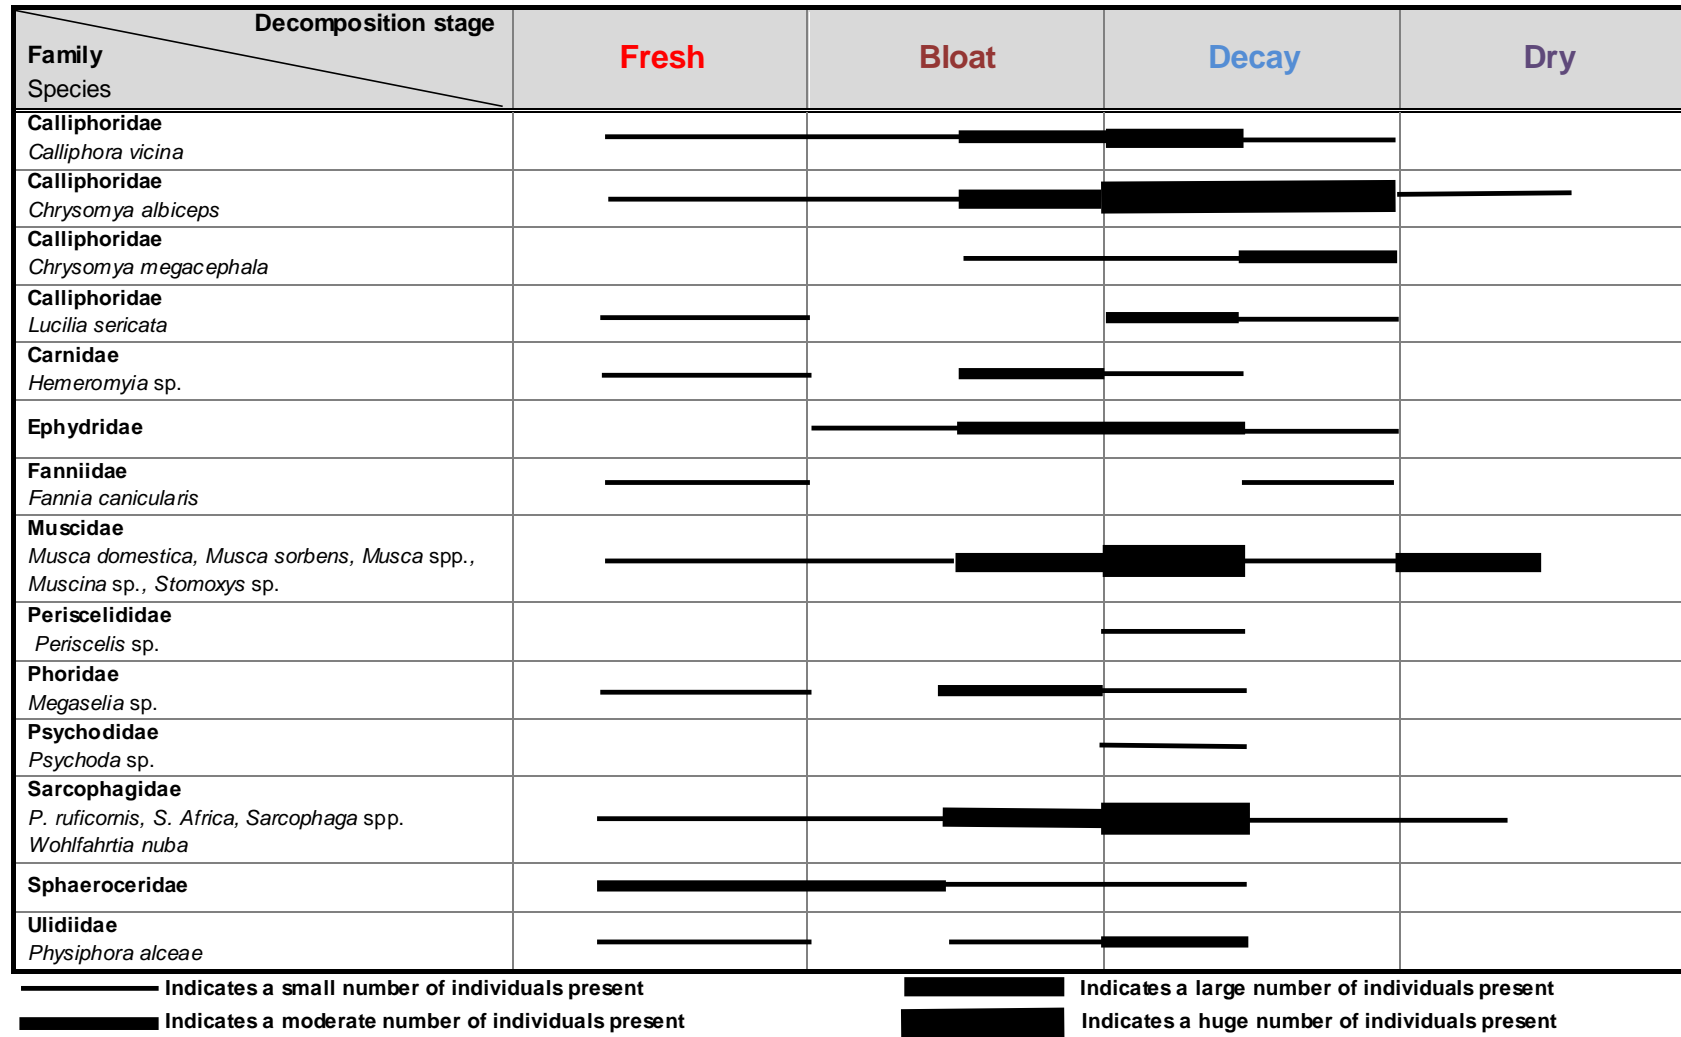 Decomposition stage
Family
Species
Fresh
Bloat
Decay
Dry
Calliphoridae
Calliphora vicina
Calliphoridae
Chrysomya albiceps
Calliphoridae
Chrysomya megacephala
Calliphoridae
Lucilia sericata
Carnidae
Hemeromyia sp.
Ephydridae
Fanniidae
Fannia canicularis
Muscidae
Musca domestica, Musca sorbens, Musca spp.,
Muscina sp., Stomoxys sp.
Periscelididae
Periscelis sp.
Phoridae
Megaselia sp.
Psychodidae
Psychoda sp.
Sarcophagidae
P. ruficornis, S. Africa, Sarcophaga spp.
Wohlfahrtia nuba
Sphaeroceridae
Ulidiidae
Physiphora alceae
Indicates a small number of individuals present
Indicates a large number of individuals present
Indicates a moderate number of individuals present
Indicates a huge number of individuals present